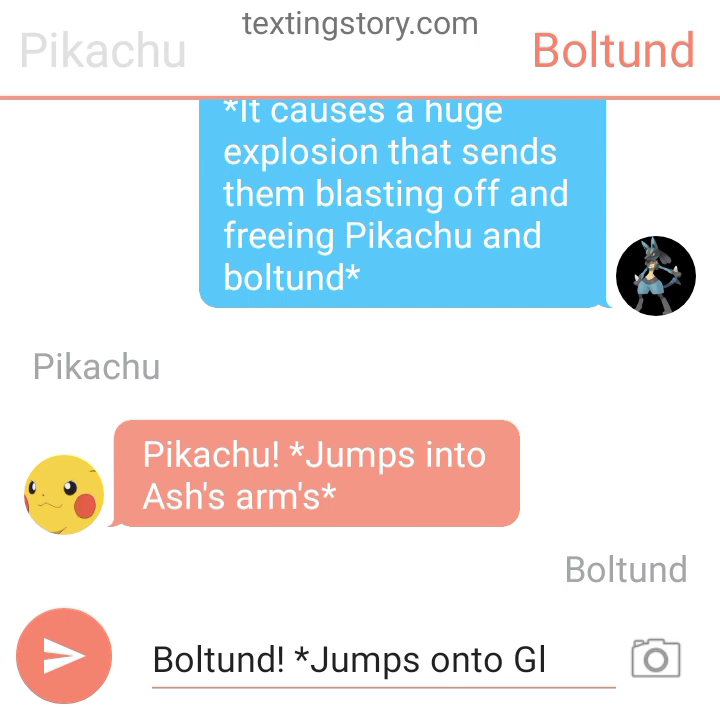 textingstory.com
Pikachu
Boltund
*It causes a huge
explosion that sends
them blasting off and
freeing Pikachu and
boltund*
Pikachu
Pikachu! *Jumps into
Ash's arm's*
Boltund
Boltund! *Jumps onto Gl